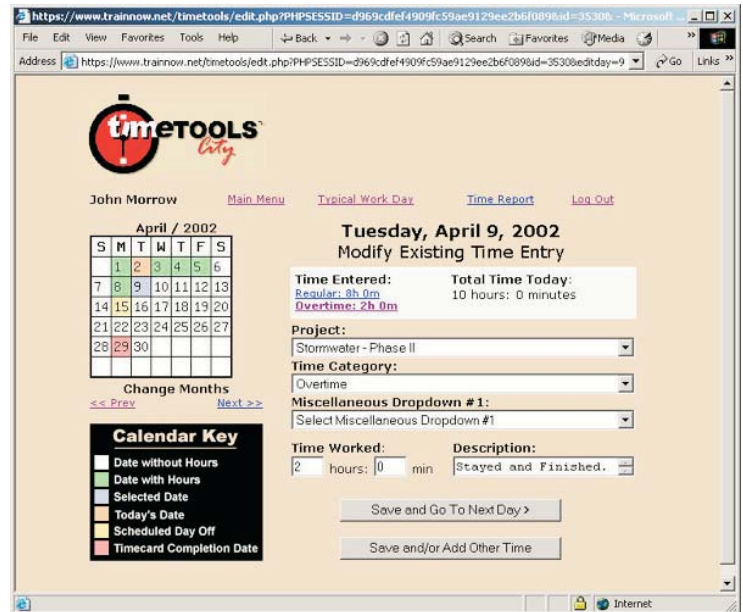 https://www.trainnow.net/timetools/edit.php?PHPSESSID=d969cdfef4909fc59ae9129ee2b6f089&id=3530& - Microsoft ...
File Edit View Favorites Tools Help Back Search Favorites Media
Address https://www.trainnow.net/timetools/edit.php?PHPSESSID=d969cdfef4909fc59ae9129ee2b6f089&id=3530&editday=9 Go Links »
timeTOOLS
City
John Morrow Main Menu Typical Work Day Time Report Log Out
April / 2002
S M T W T F S
1 2 3 4 5 6
7 8 9 10 11 12 13
14 15 16 17 18 19 20
21 22 23 24 25 26 27
28 29 30
Change Months
<< Prev Next >>
Calendar Key
Date without Hours
Date with Hours
Selected Date
Today's Date
Scheduled Day Off
Timecard Completion Date
Tuesday, April 9, 2002
Modify Existing Time Entry
Time Entered: Total Time Today:
Regular: 8h 0m 10 hours: 0 minutes
Overtime: 2h 0m
Project:
Stormwater - Phase II
Time Category:
Overtime
Miscellaneous Dropdown #1:
Select Miscellaneous Dropdown #1
Time Worked: Description:
2 hours: 0 min Stayed and Finished.
Save and Go To Next Day >
Save and/or Add Other Time
Internet